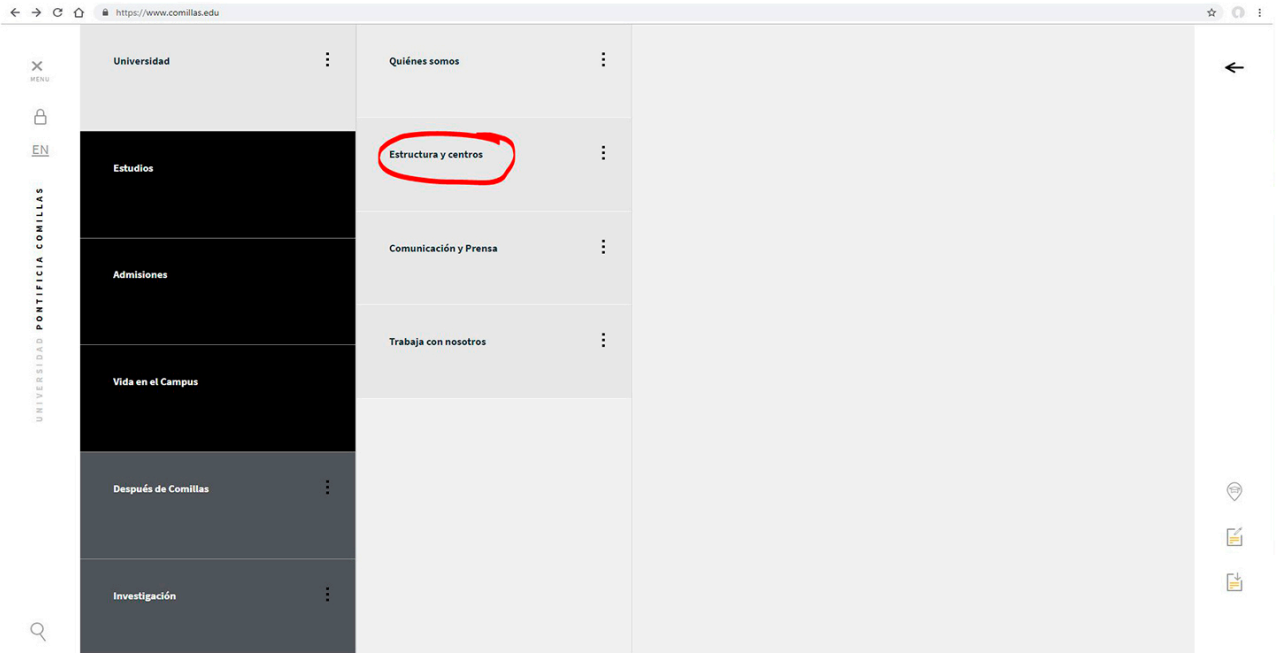 https://www.comillas.edu
MENU
EN
UNIVERSIDAD PONTIFICIA COMILLAS
Universidad
Estudios
Admisiones
Vida en el Campus
Después de Comillas
Investigación
Quiénes somos
Estructura y centros
Comunicación y Prensa
Trabaja con nosotros